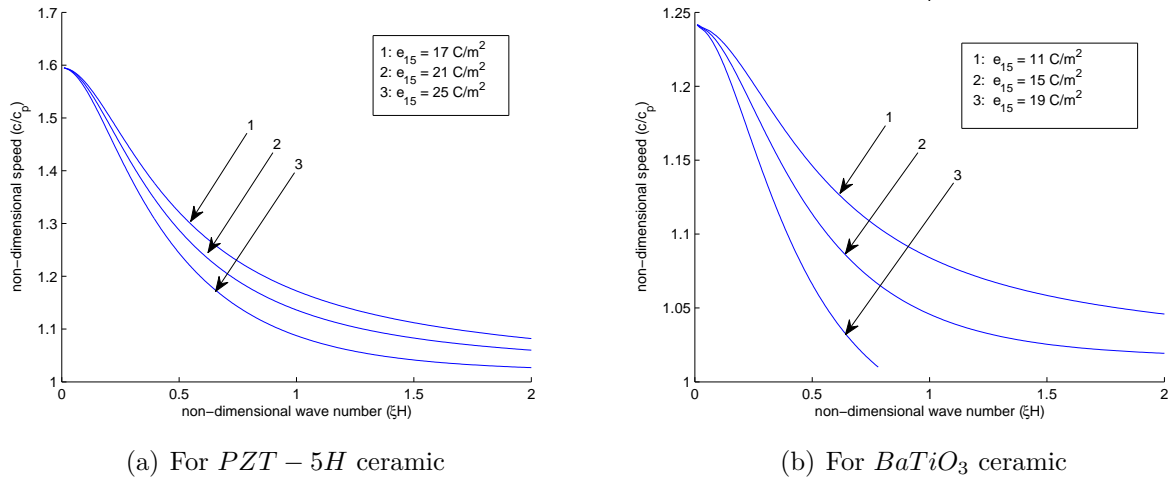 1.7
1.6
1.5
1.4
1.3
1.2
1.1
1
0
0.5
1
1.5
2
non−dimensional speed (c/c_p)
non−dimensional wave number (ξH)
1: e_15 = 17 C/m^2
2: e_15 = 21 C/m^2
3: e_15 = 25 C/m^2
1
2
3
(a) For PZT − 5H ceramic
1.25
1.2
1.15
1.1
1.05
1
0
0.5
1
1.5
2
non−dimensional speed (c/c_p)
non−dimensional wave number (ξH)
1: e_15 = 11 C/m^2
2: e_15 = 15 C/m^2
3: e_15 = 19 C/m^2
1
2
3
(b) For BaTiO_3 ceramic